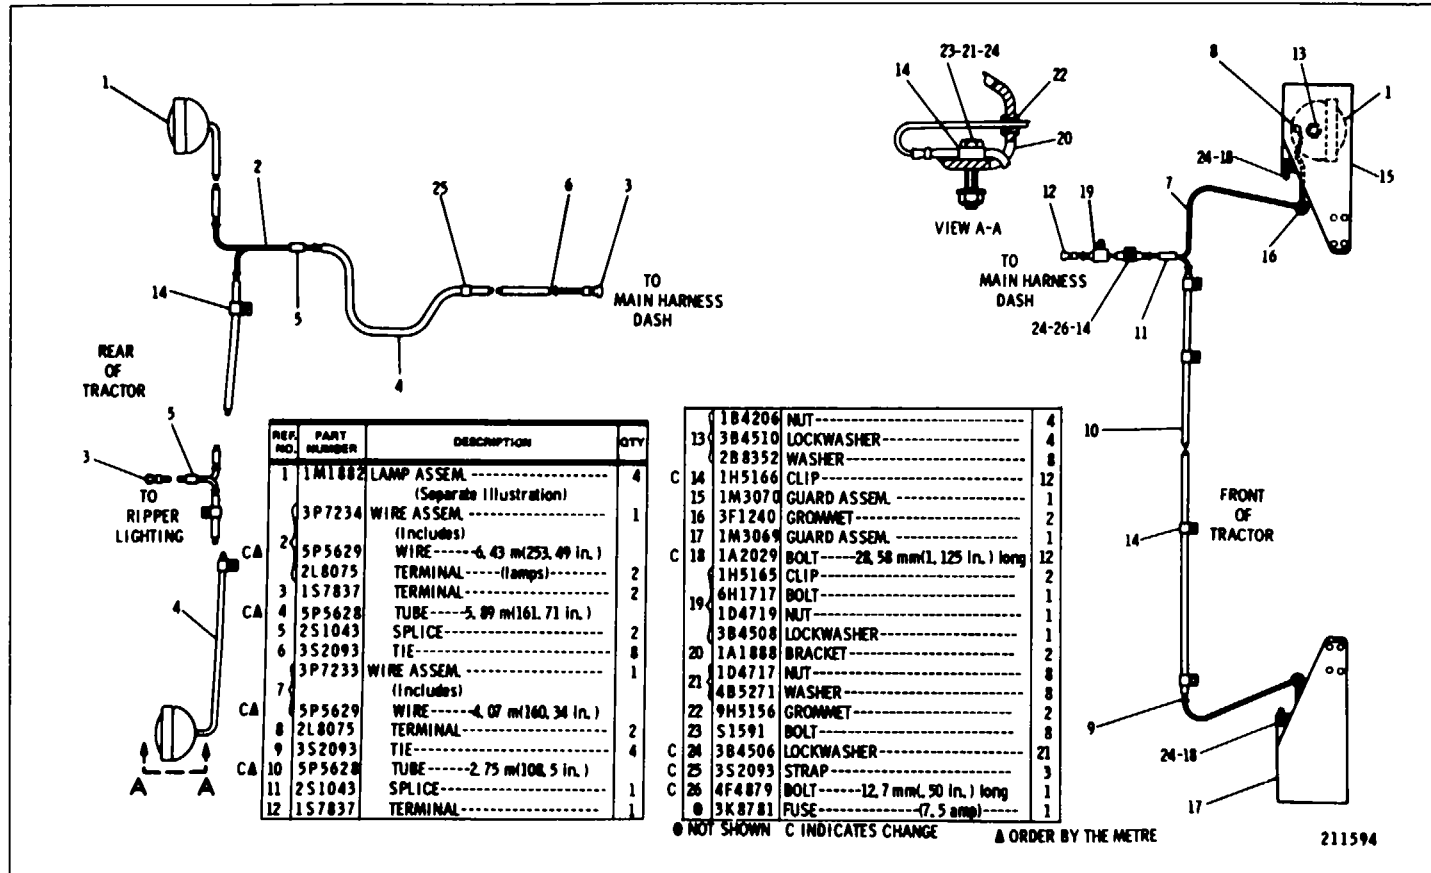 1
2
25
6
3
TO
MAIN HARNESS
DASH
14
5
4
REAR
OF
TRACTOR
5
3
TO
RIPPER
LIGHTING
4
A A
23-21-24
14
22
20
VIEW A-A
8
13
1
24-18
15
7
12
19
16
TO
MAIN HARNESS
DASH
24-26-14
11
10
FRONT
OF
TRACTOR
14
9
24-18
17
REF. NO. PART NUMBER DESCRIPTION QTY
1 1M1882 LAMP ASSEM. 4
(Separate Illustration)
2 3P7234 WIRE ASSEM. 1
(Includes)
C▲ 5P5629 WIRE------6.43 m(253.49 in.)
2L8075 TERMINAL-----(lamps) 2
3 1S7837 TERMINAL 2
C▲ 4 5P5628 TUBE-----5.89 m(161.71 in.)
5 2S1043 SPLICE 2
6 3S2093 TIE 8
7 3P7233 WIRE ASSEM. 1
(Includes)
C▲ 5P5629 WIRE------4.07 m(160.34 in.)
8 2L8075 TERMINAL 2
9 3S2093 TIE 4
C▲ 10 5P5628 TUBE------2.75 m(108.5 in.)
11 2S1043 SPLICE 1
12 1S7837 TERMINAL 1
13 1B4206 NUT 4
3B4510 LOCKWASHER 4
2B8352 WASHER 8
C 14 1H5166 CLIP 12
15 1M3070 GUARD ASSEM. 1
16 3F1240 GROMMET 2
17 1M3069 GUARD ASSEM. 1
C 18 1A2029 BOLT-----28.58 mm(1.125 in.) long 12
19 1H5165 CLIP 2
6H1717 BOLT 1
1D4719 NUT 1
3B4508 LOCKWASHER 1
20 1A1888 BRACKET 2
21 1D4717 NUT 8
4B5271 WASHER 8
22 9H5156 GROMMET 2
23 S1591 BOLT 8
C 24 3B4506 LOCKWASHER 21
C 25 3S2093 STRAP 3
C 26 4F4879 BOLT------12.7 mm(.50 in.) long 1
● 3K8781 FUSE (7.5 amp) 1
● NOT SHOWN C INDICATES CHANGE ▲ ORDER BY THE METRE
211594